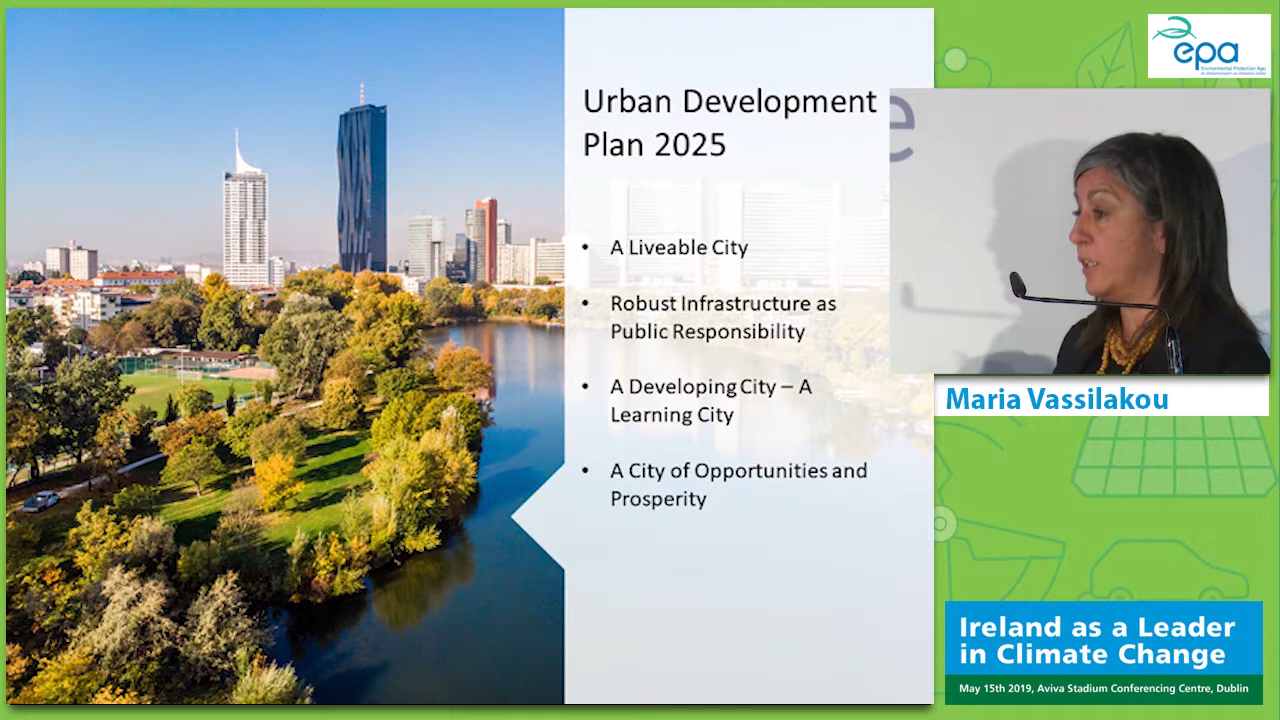 Urban Development
Plan 2025
• A Liveable City
• Robust Infrastructure as
Public Responsibility
• A Developing City – A
Learning City
• A City of Opportunities and
Prosperity
epa
e
Maria Vassilakou
Ireland as a Leader
in Climate Change
May 15th 2019, Aviva Stadium Conferencing Centre, Dublin